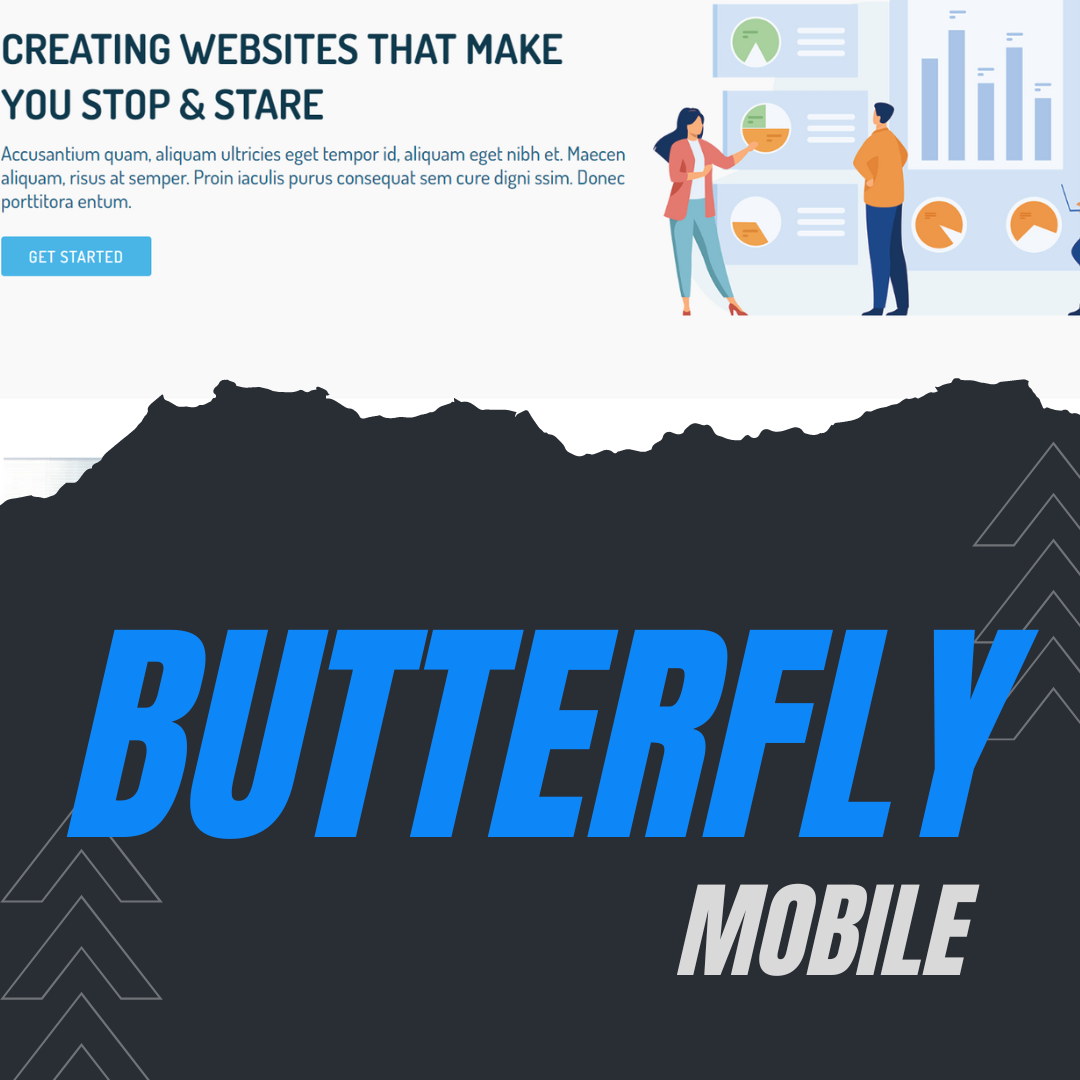 CREATING WEBSITES THAT MAKE
YOU STOP & STARE
Accusantium quam, aliquam ultricies eget tempor id, aliquam eget nibh et. Maecen
aliquam, risus at semper. Proin iaculis purus consequat sem cure digni ssim. Donec
porttitora entum.
GET STARTED
BUTTERFLY
MOBILE